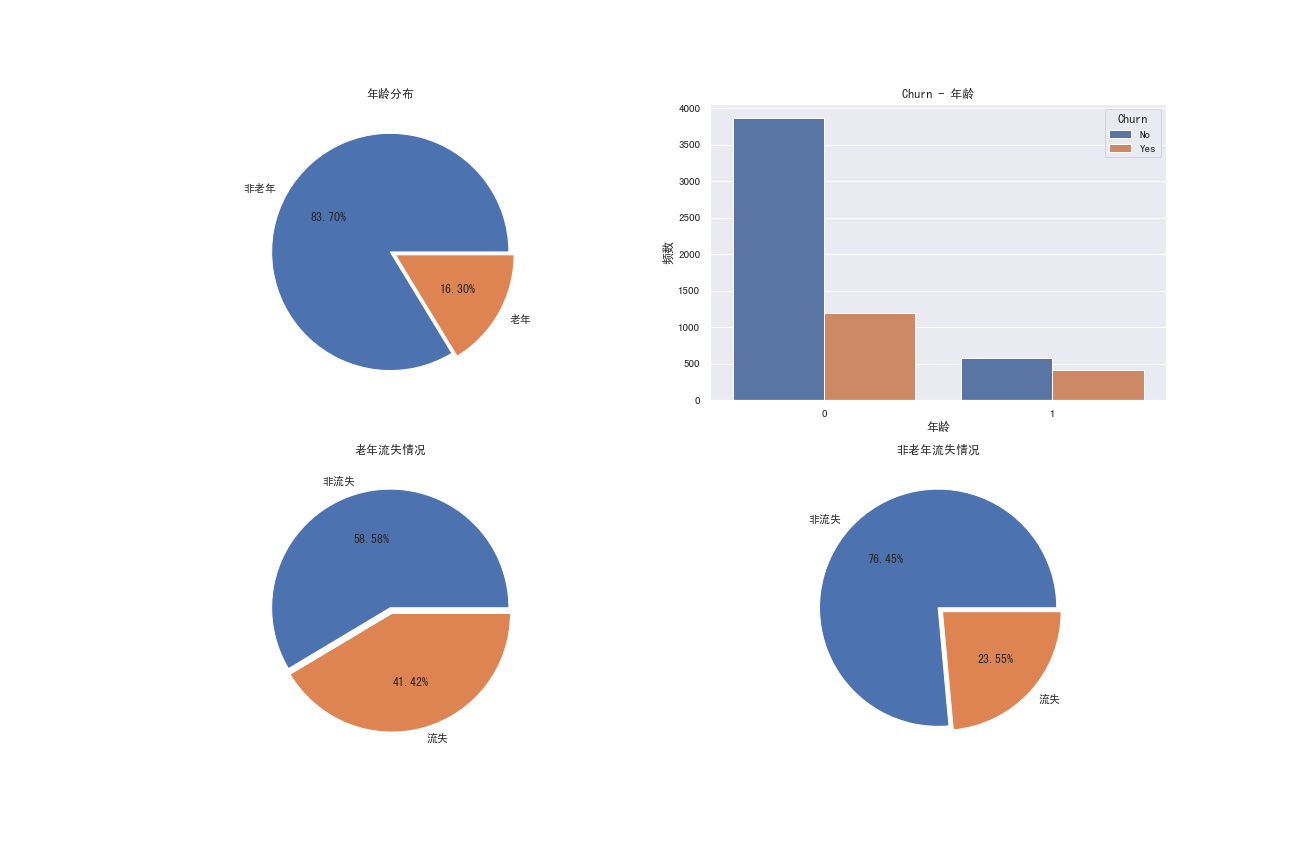 年龄分布
非老年
83.70%
16.30%
老年
Churn - 年龄
Churn
No
Yes
4000
3500
3000
2500
2000
1500
1000
500
0
频数
0
1
年龄
老年流失情况
非流失
58.58%
41.42%
流失
非老年流失情况
非流失
76.45%
23.55%
流失